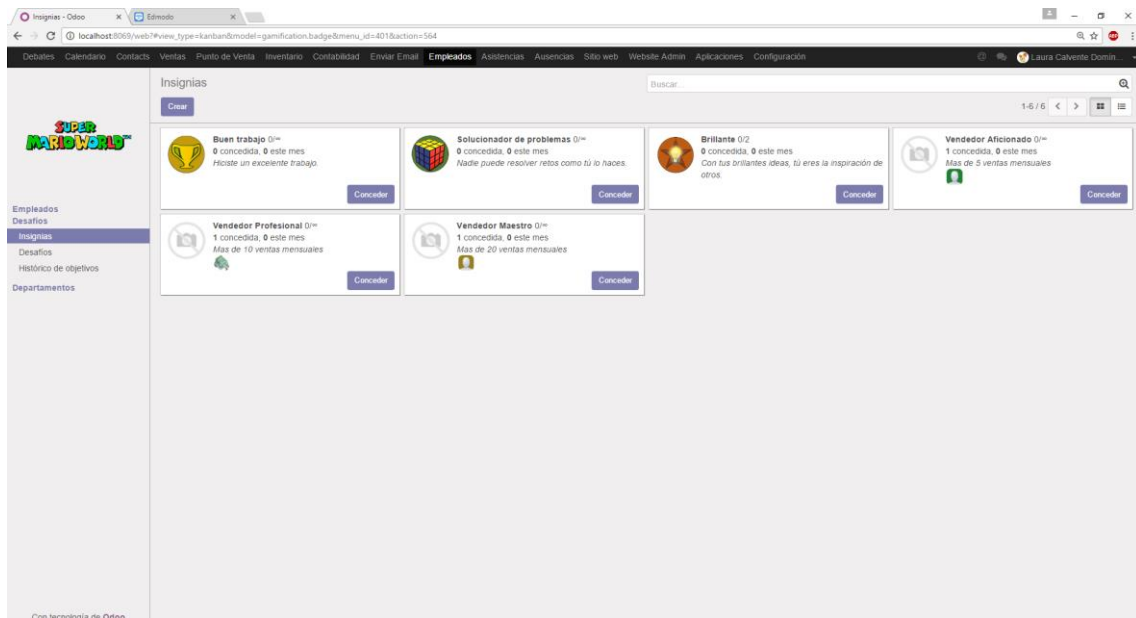 Insignias - Odoo
Edmodo
localhost:8069/web?#view_type=kanban&model=gamification.badge&menu_id=401&action=564
Debates Calendario Contacts Ventas Punto de Venta Inventario Contabilidad Enviar Email Empleados Asistencias Ausencias Sitio web Website Admin Aplicaciones Configuración
Laura Calvente Domin...
SUPER
MARIO WORLD™
Empleados
Desafíos
Insignias
Desafíos
Histórico de objetivos
Departamentos
Con tecnología de Odoo
Insignias
Buscar...
Crear
1-6 / 6
Buen trabajo 0/∞
0 concedida, 0 este mes
Hiciste un excelente trabajo.
Conceder
Solucionador de problemas 0/∞
0 concedida, 0 este mes
Nadie puede resolver retos como tú lo haces.
Conceder
Brillante 0/2
0 concedida, 0 este mes
Con tus brillantes ideas, tú eres la inspiración de
otros.
Conceder
Vendedor Aficionado 0/∞
1 concedida, 0 este mes
Mas de 5 ventas mensuales
Conceder
Vendedor Profesional 0/∞
1 concedida, 0 este mes
Mas de 10 ventas mensuales
Conceder
Vendedor Maestro 0/∞
1 concedida, 0 este mes
Mas de 20 ventas mensuales
Conceder